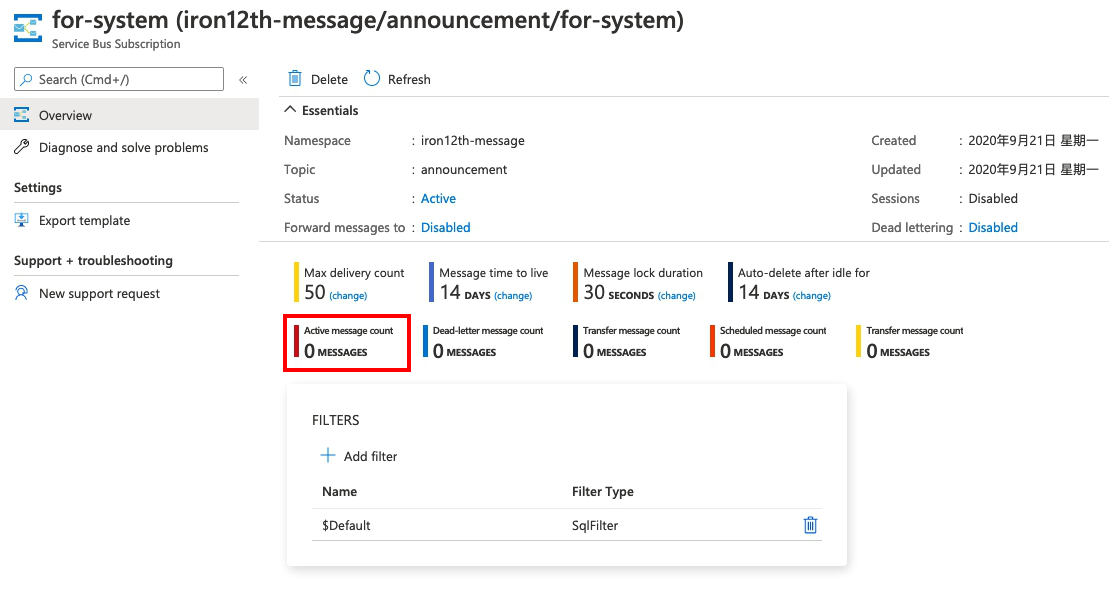 for-system (iron12th-message/announcement/for-system)
Service Bus Subscription
Search (Cmd+/)
«
Delete
Refresh
Overview
Diagnose and solve problems
Settings
Export template
Support + troubleshooting
New support request
Essentials
Namespace : iron12th-message
Created : 2020年9月21日 星期一
Topic : announcement
Updated : 2020年9月21日 星期一
Status : Active
Sessions : Disabled
Forward messages to : Disabled
Dead lettering : Disabled
Max delivery count
50 (change)
Message time to live
14 DAYS (change)
Message lock duration
30 SECONDS (change)
Auto-delete after idle for
14 DAYS (change)
Active message count
0 MESSAGES
Dead-letter message count
0 MESSAGES
Transfer message count
0 MESSAGES
Scheduled message count
0 MESSAGES
Transfer message count
0 MESSAGES
FILTERS
Add filter
Name Filter Type
$Default SqlFilter